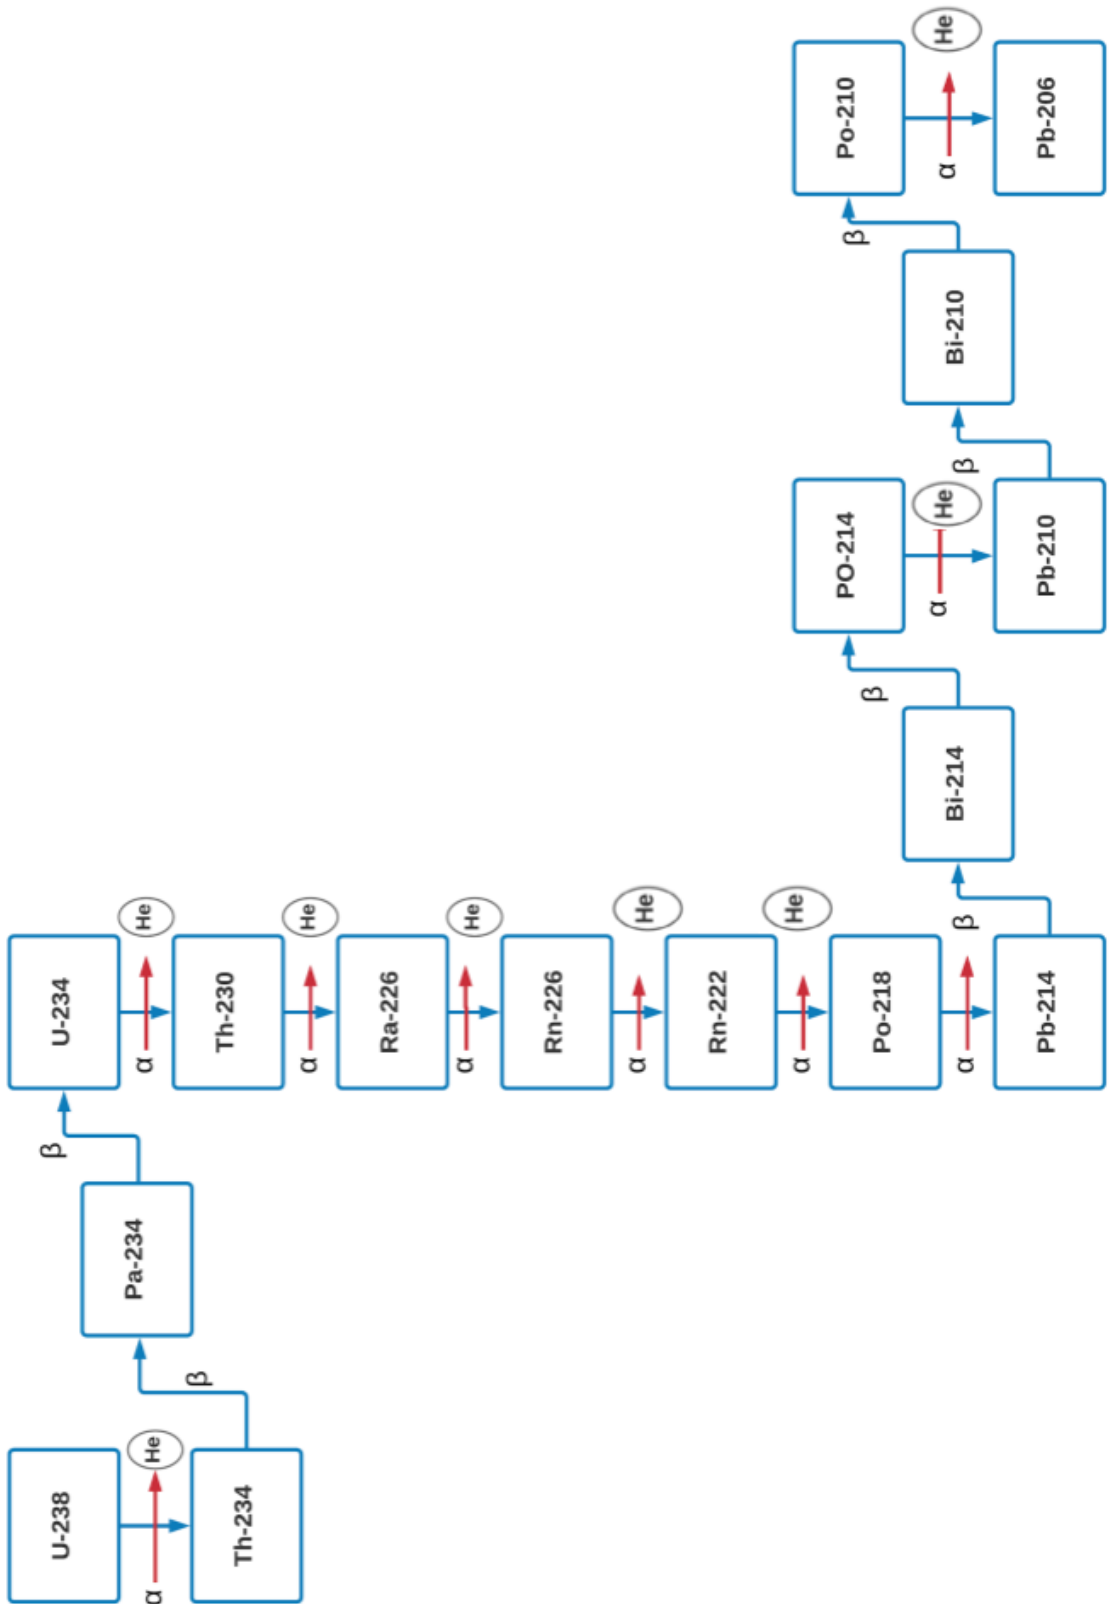 U-238
α
He
Th-234
β
Pa-234
β
U-234
α
He
Th-230
α
He
Ra-226
α
He
Rn-226
α
He
Rn-222
α
He
Po-218
α
Pb-214
β
Bi-214
β
PO-214
α
He
Pb-210
β
Bi-210
β
Po-210
α
He
Pb-206